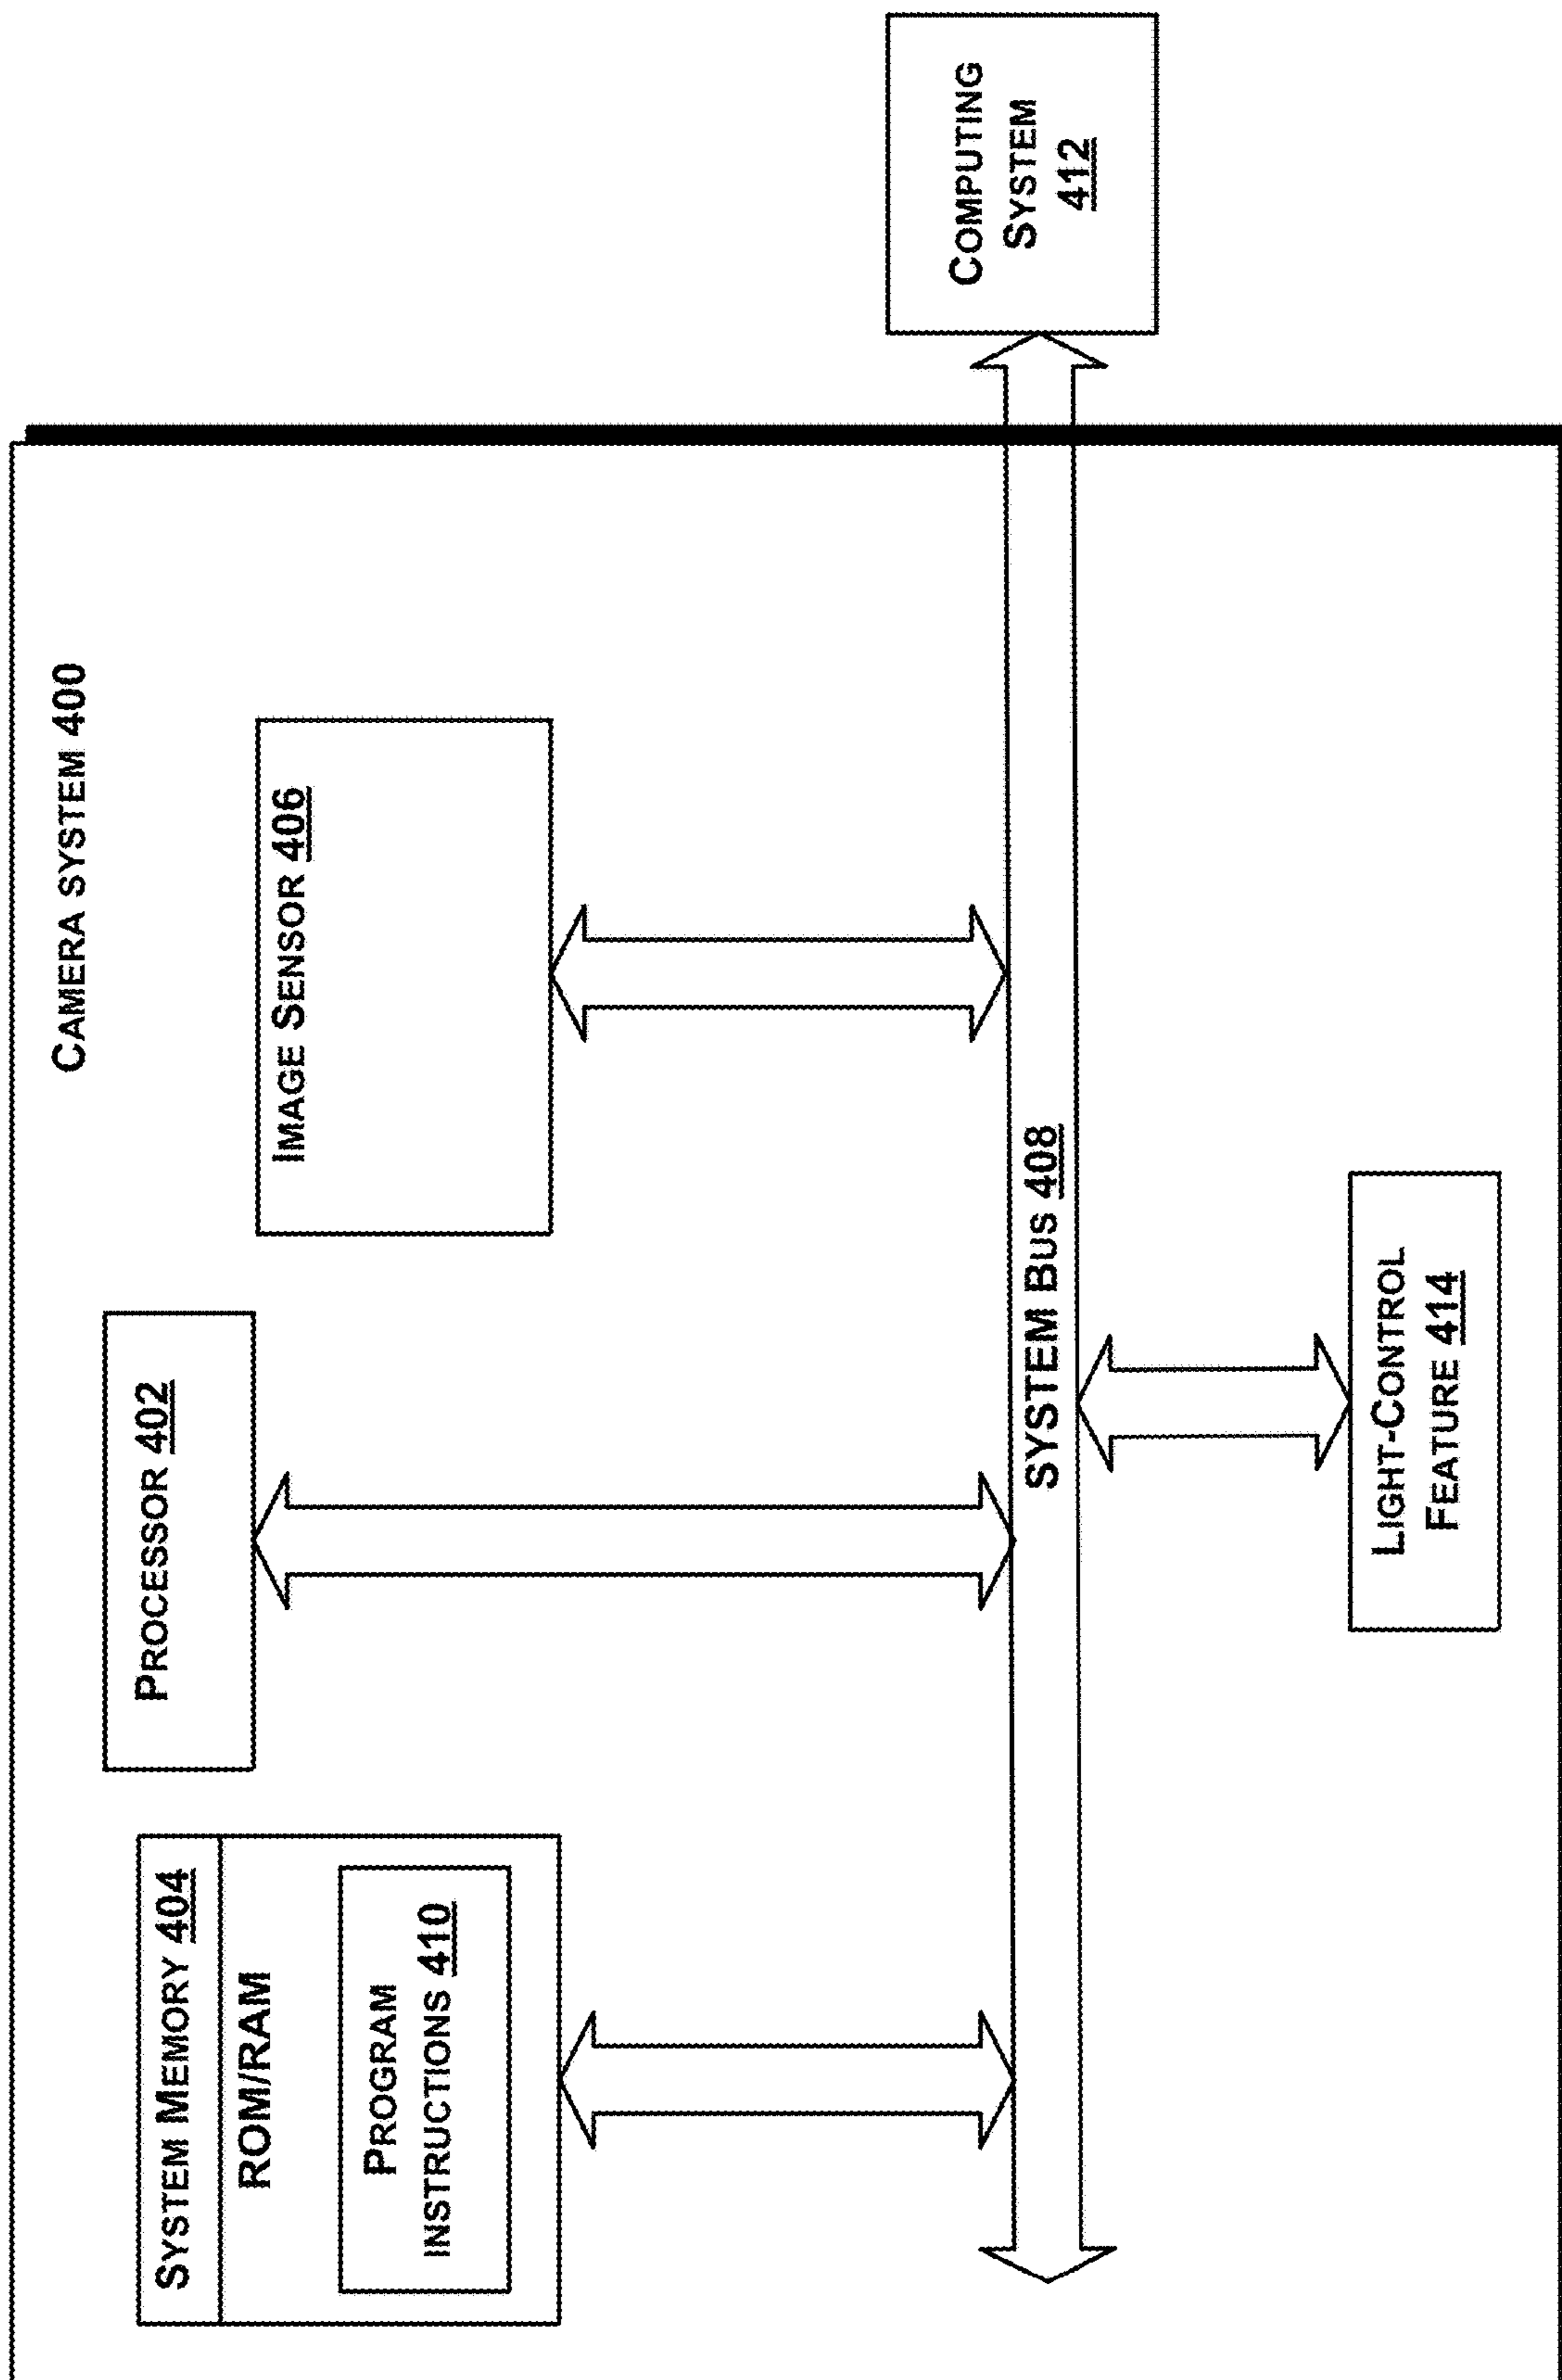 CAMERA SYSTEM 400
SYSTEM MEMORY 404
ROM/RAM
PROGRAM
INSTRUCTIONS 410
PROCESSOR 402
IMAGE SENSOR 406
SYSTEM BUS 408
LIGHT-CONTROL
FEATURE 414
COMPUTING
SYSTEM
412